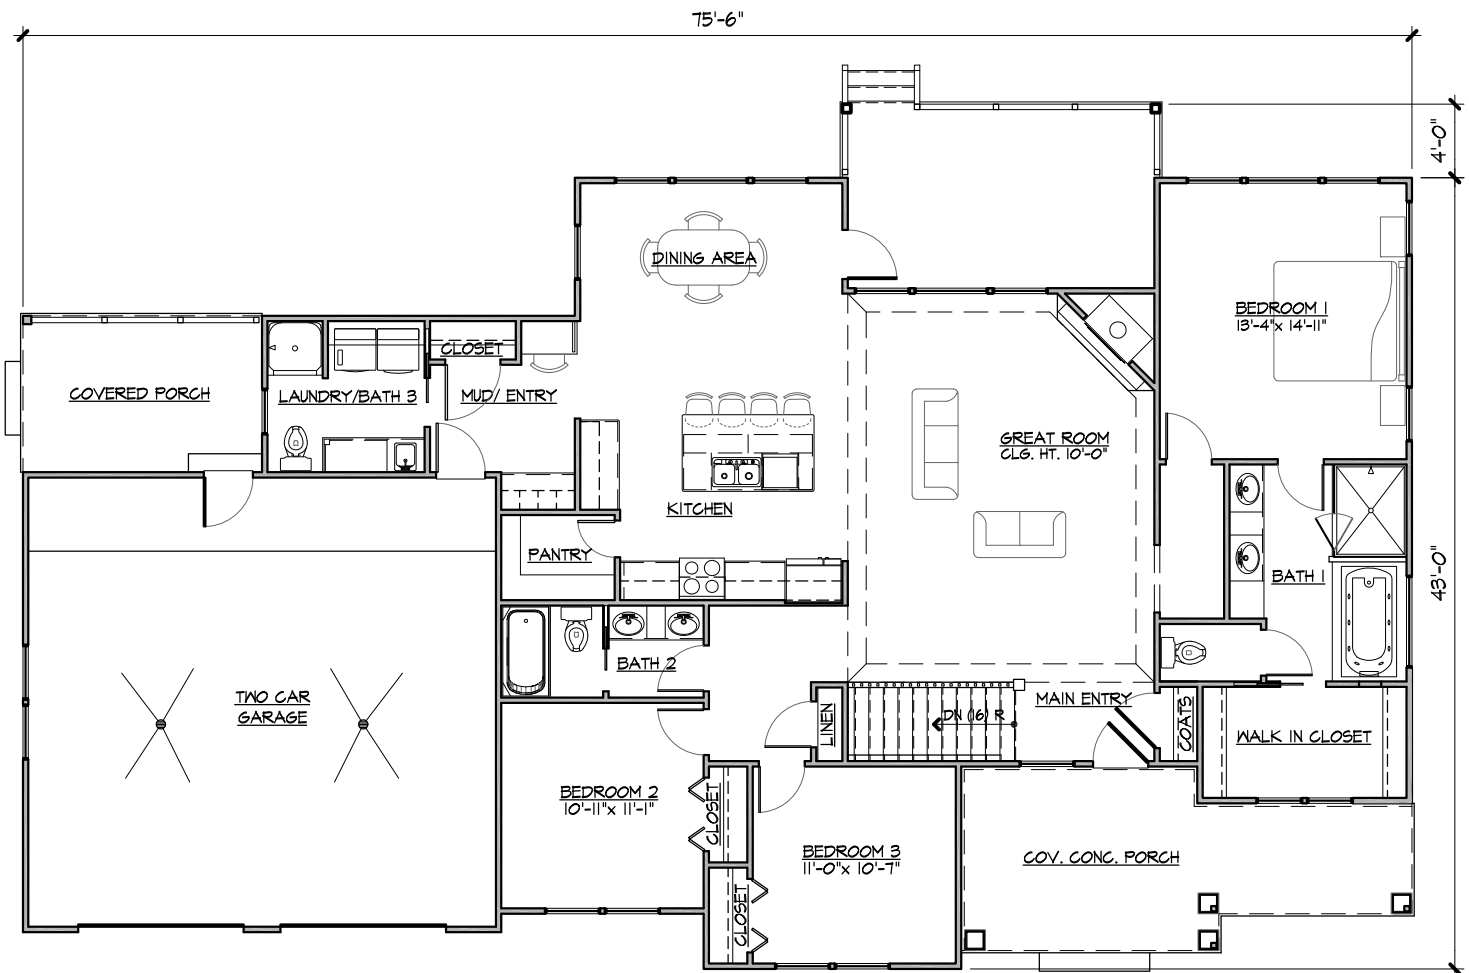 75'-6"
4'-0"
DINING AREA
BEDROOM 1
13'-4"x 14'-11"
CLOSET
COVERED PORCH
LAUNDRY/BATH 3
MUD/ ENTRY
GREAT ROOM
CLG. HT. 10'-0"
KITCHEN
PANTRY
BATH 1
43'-0"
BATH 2
TWO CAR
GARAGE
MAIN ENTRY
LINEN
DN (16) R
COATS
WALK IN CLOSET
BEDROOM 2
10'-11"x 11'-1"
CLOSET
BEDROOM 3
11'-0"x 10'-7"
COV. CONC. PORCH
CLOSET